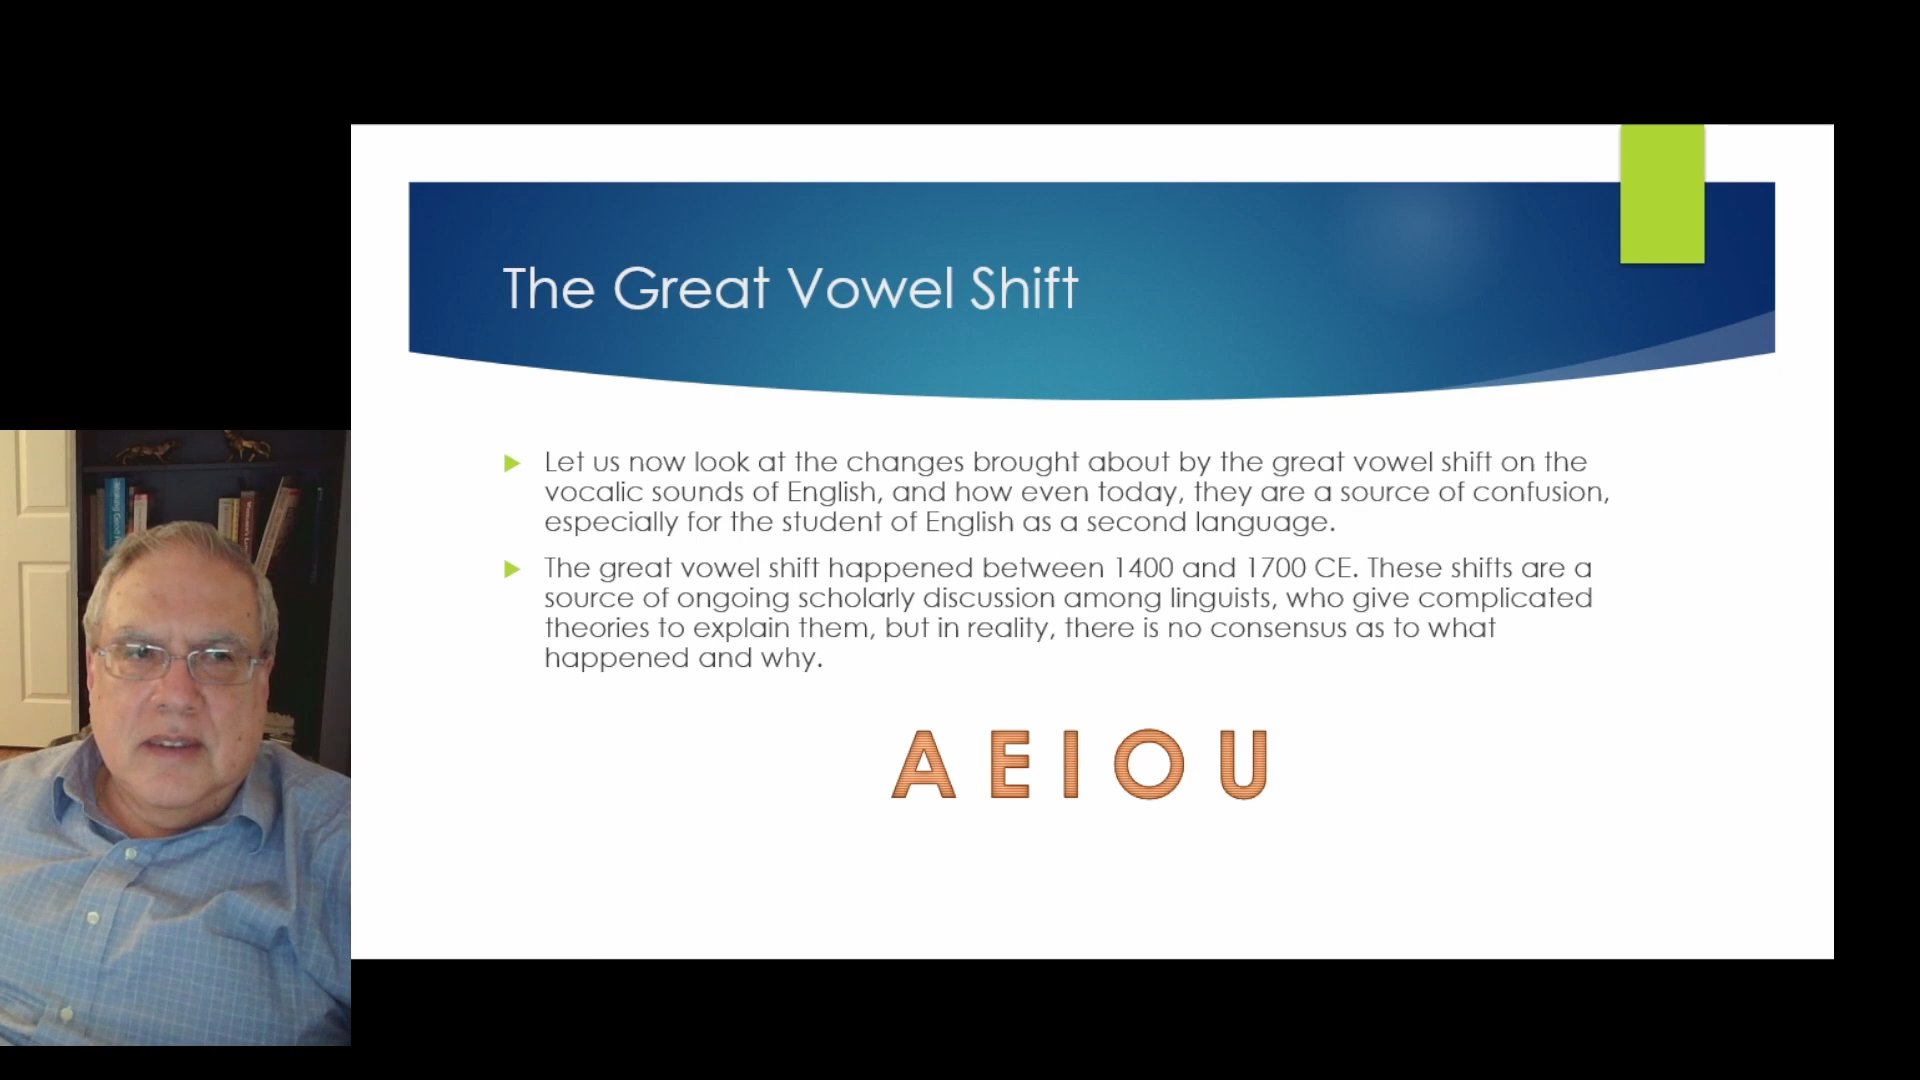 The Great Vowel Shift
Let us now look at the changes brought about by the great vowel shift on the
vocalic sounds of English, and how even today, they are a source of confusion,
especially for the student of English as a second language.
The great vowel shift happened between 1400 and 1700 CE. These shifts are a
source of ongoing scholarly discussion among linguists, who give complicated
theories to explain them, but in reality, there is no consensus as to what
happened and why.
A E I O U